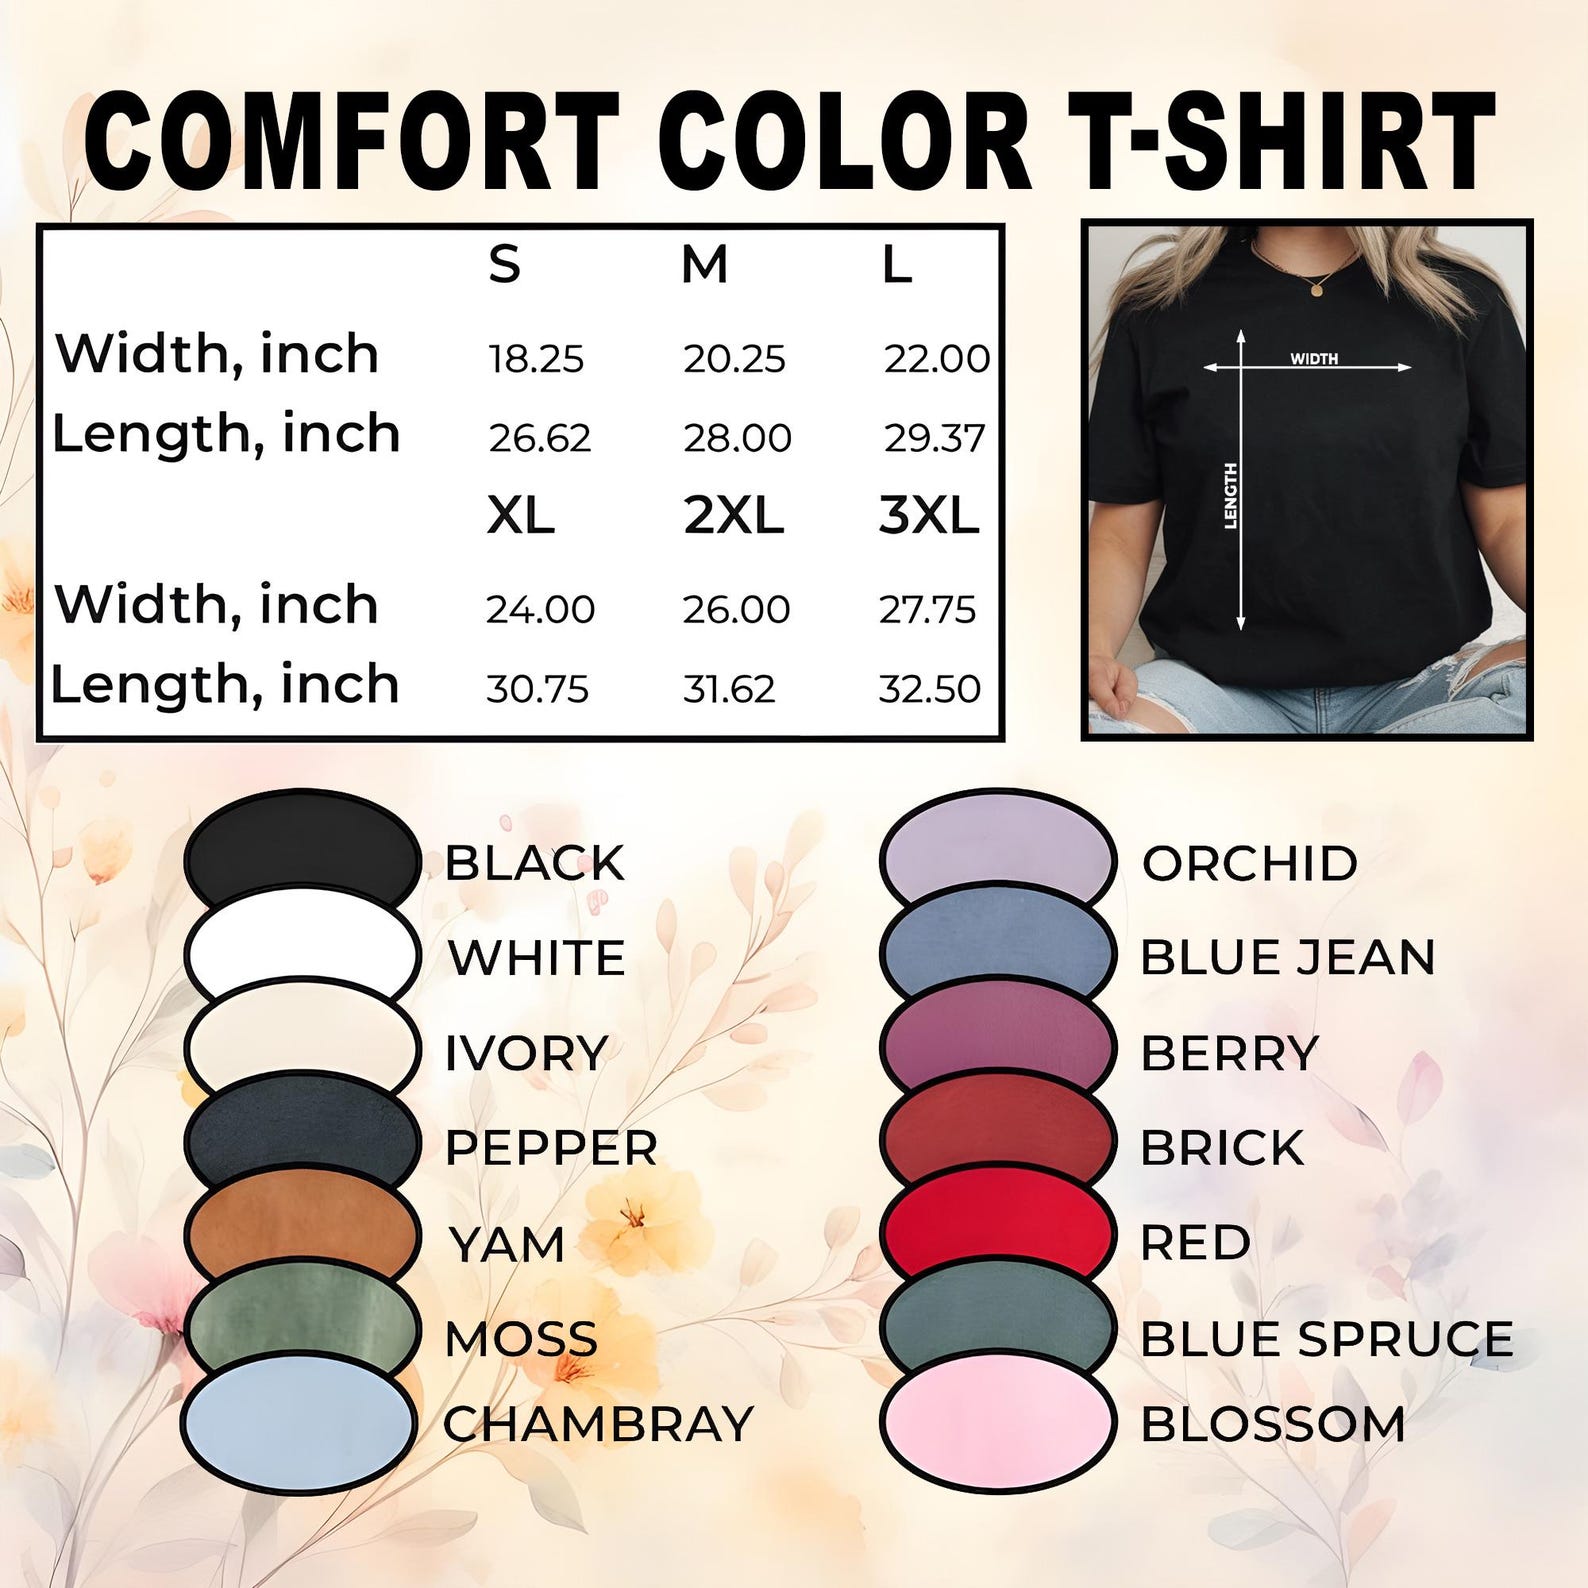 COMFORT COLOR T-SHIRT
S M L
Width, inch 18.25 20.25 22.00
Length, inch 26.62 28.00 29.37
XL 2XL 3XL
Width, inch 24.00 26.00 27.75
Length, inch 30.75 31.62 32.50
WIDTH
LENGTH
BLACK
WHITE
IVORY
PEPPER
YAM
MOSS
CHAMBRAY
ORCHID
BLUE JEAN
BERRY
BRICK
RED
BLUE SPRUCE
BLOSSOM